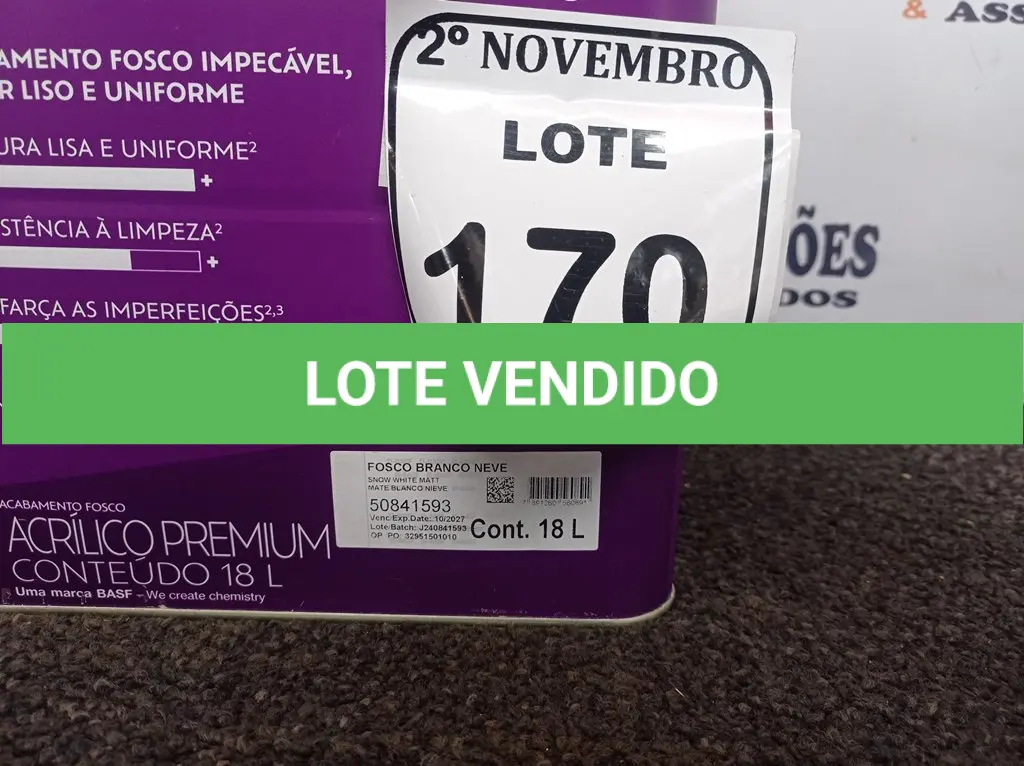 & ASS
2º NOVEMBRO
LOTE
170
AMENTO FOSCO IMPECÁVEL,
R LISO E UNIFORME
URA LISA E UNIFORME²
+
STÊNCIA À LIMPEZA²
+
FARÇA AS IMPERFEIÇÕES²,³
ÕES
DOS
LOTE VENDIDO
FOSCO BRANCO NEVE
SNOW WHITE MATT
MATE BLANCO NIEVE
50841593
Venc/Exp.Date: 10/2027
Lote/Batch: J240841593
OP PO: 32951501010
Cont. 18 L
ACABAMENTO FOSCO
ACRÍLICO PREMIUM
CONTEÚDO 18 L
Uma marca BASF - We create chemistry